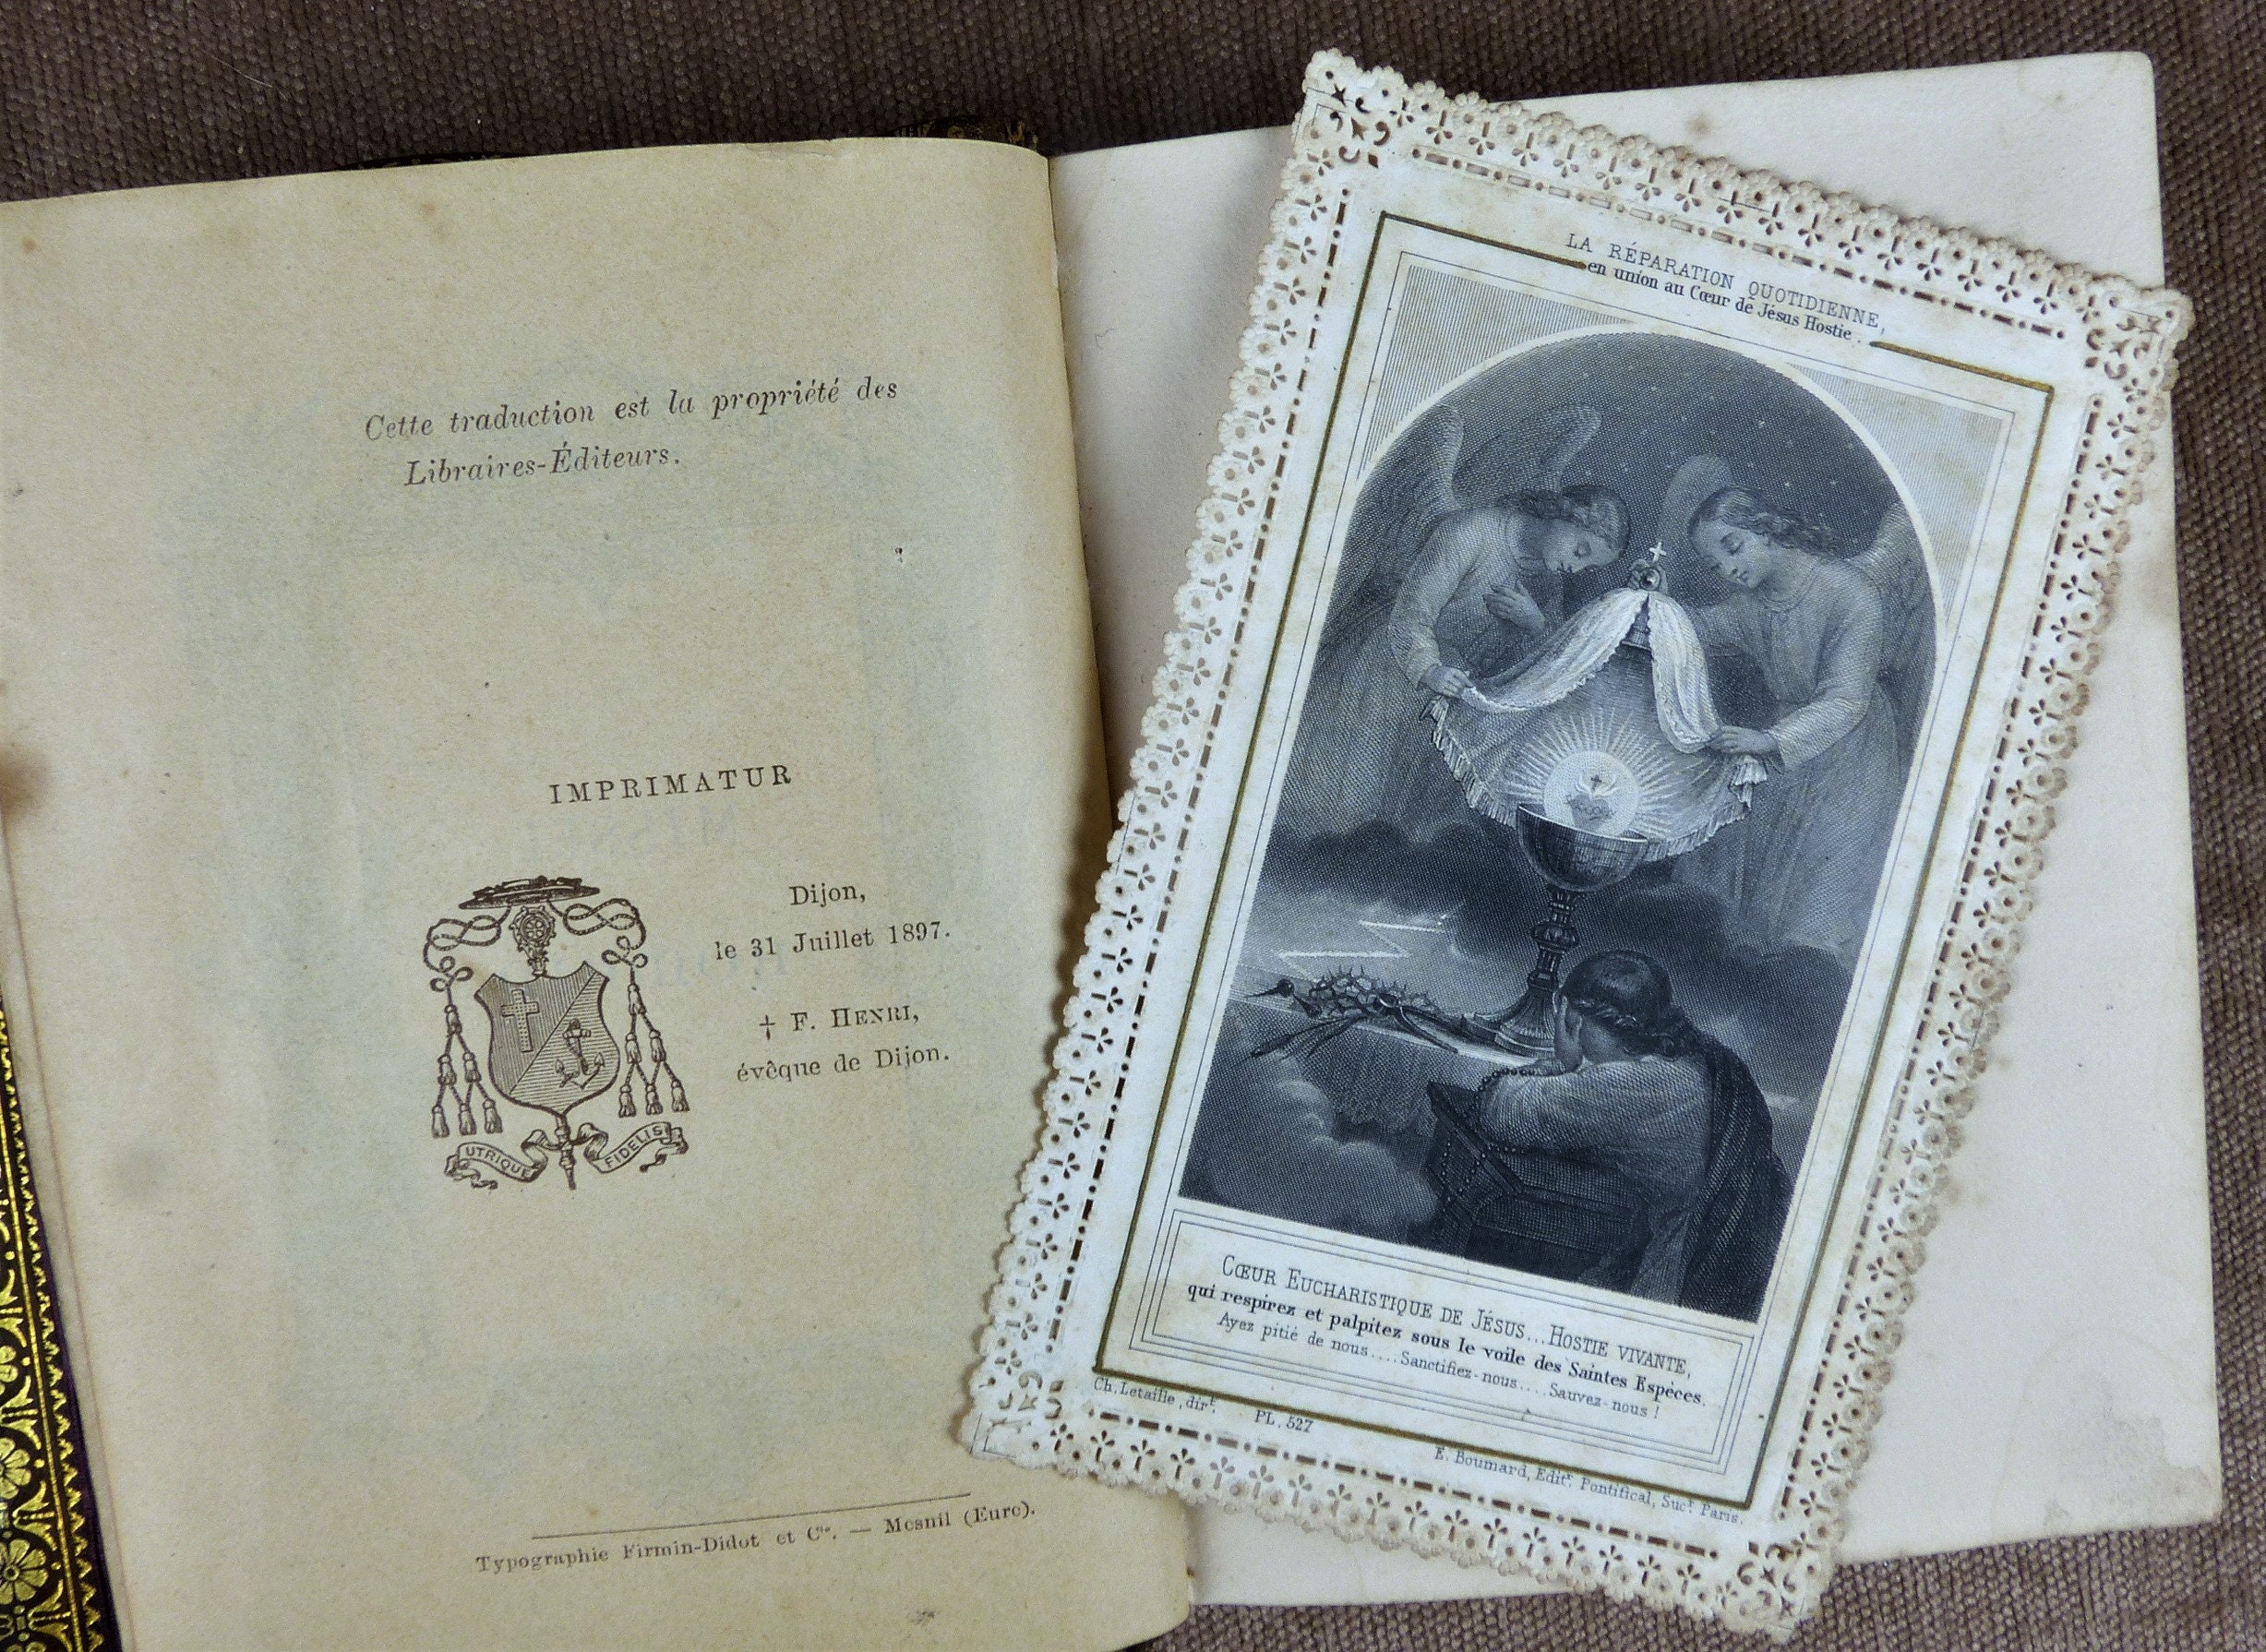 Cette traduction est la propriété des
Libraires-Éditeurs.
IMPRIMATUR
Dijon,
le 31 Juillet 1897.
† F. HENRI,
évêque de Dijon.
UTRIQUE FIDELIS
Typographie Firmin-Didot et Cie. — Mesnil (Eure).
LA RÉPARATION QUOTIDIENNE,
en union au Cœur de Jésus Hostie.
CŒUR EUCHARISTIQUE DE JÉSUS...HOSTIE VIVANTE,
qui respirez et palpitez sous le voile des Saintes Espèces.
Ayez pitié de nous....Sanctifiez-nous....Sauvez-nous!
Ch. Letaille, dirt. PL. 527
E. Boumard, Editr. Pontifical, Sucr. Paris.